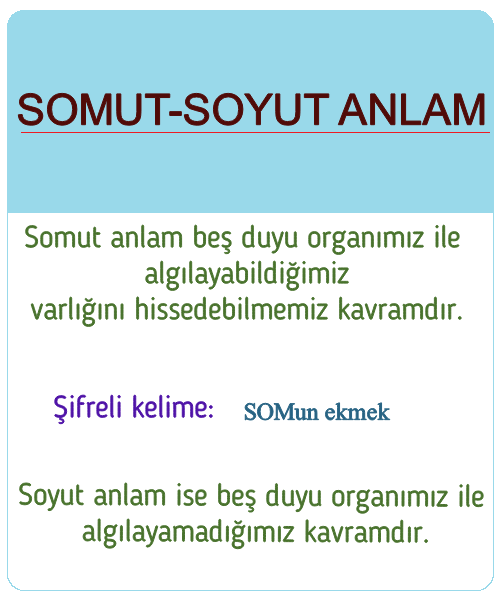 SOMUT-SOYUT ANLAM
Somut anlam beş duyu organımız ile
algılayabildiğimiz
varlığını hissedebilmemiz kavramdır.
Şifreli kelime: SOMun ekmek
Soyut anlam ise beş duyu organımız ile
algılayamadığımız kavramdır.